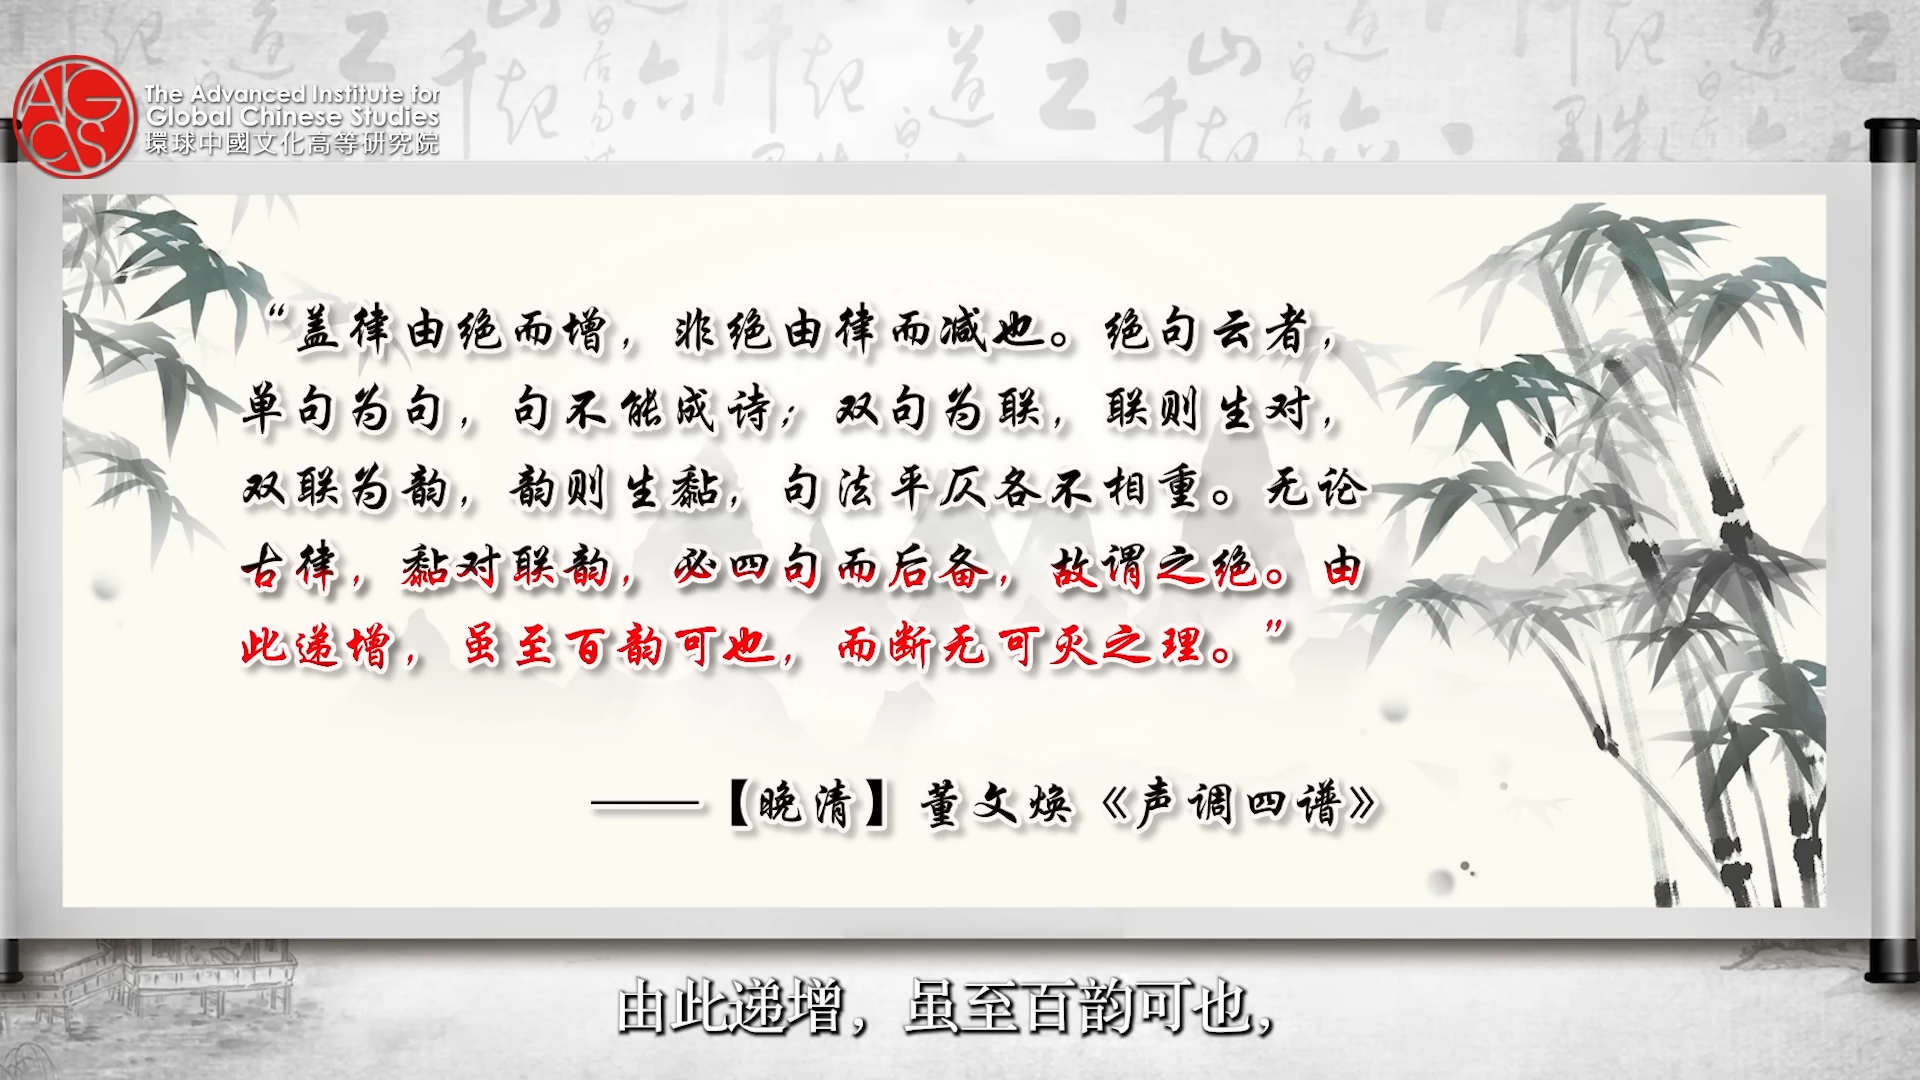 The Advanced Institute for
Global Chinese Studies
環球中國文化高等研究院
“盖律由绝而增，非绝由律而减也。绝句云者，
单句为句，句不能成诗；双句为联，联则生对，
双联为韵，韵则生黏，句法平仄各不相重。无论
古律，黏对联韵，必四句而后备，故谓之绝。由
此递增，虽至百韵可也，而断无可灭之理。”
——【晚清】董文焕《声调四谱》
由此递增，虽至百韵可也，